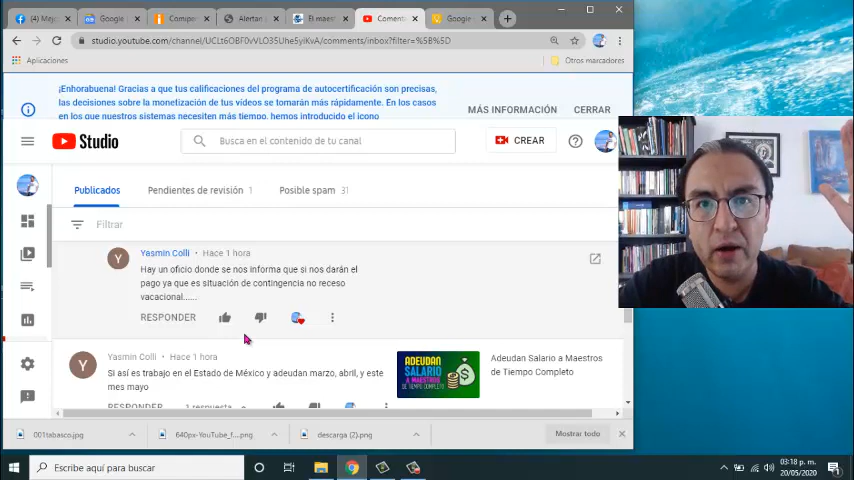 (4) Mejo
Google
Compe
Alertan
El maest
Coment
Google
studio.youtube.com/channel/UCLt6OBF0vVLO35Uhe5yiKvA/comments/inbox?filter=%5B%5D
Aplicaciones
Otros marcadores
¡Enhorabuena! Gracias a que tus calificaciones del programa de autocertificación son precisas,
las decisiones sobre la monetización de tus vídeos se tomarán más rápidamente. En los casos
en los que nuestros sistemas necesiten más tiempo, hemos introducido el icono
MÁS INFORMACIÓN
CERRAR
Studio
Busca en el contenido de tu canal
CREAR
Publicados
Pendientes de revisión 1
Posible spam 31
Filtrar
Y
Yasmin Colli • Hace 1 hora
Hay un oficio donde se nos informa que si nos darán el
pago ya que es situación de contingencia no receso
vacacional......
RESPONDER
Y
Yasmin Colli • Hace 1 hora
Si así es trabajo en el Estado de México y adeudan marzo, abril, y este
mes mayo
RESPONDER
1 respuesta
ADEUDAN
SALARIO
A MAESTROS
DE TIEMPO COMPLETO
Adeudan Salario a Maestros
de Tiempo Completo
001tabasco.jpg
640px-YouTube_f....png
descarga (2).png
Mostrar todo
Escribe aquí para buscar
03:18 p. m.
20/05/2020